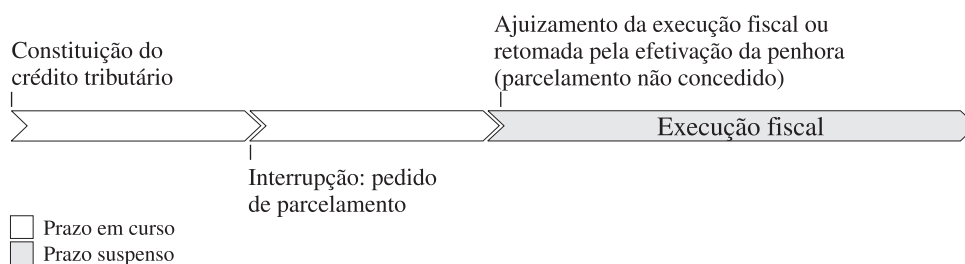 Constituição do
crédito tributário
Ajuizamento da execução fiscal ou
retomada pela efetivação da penhora
(parcelamento não concedido)
Execução fiscal
Interrupção: pedido
de parcelamento
Prazo em curso
Prazo suspenso